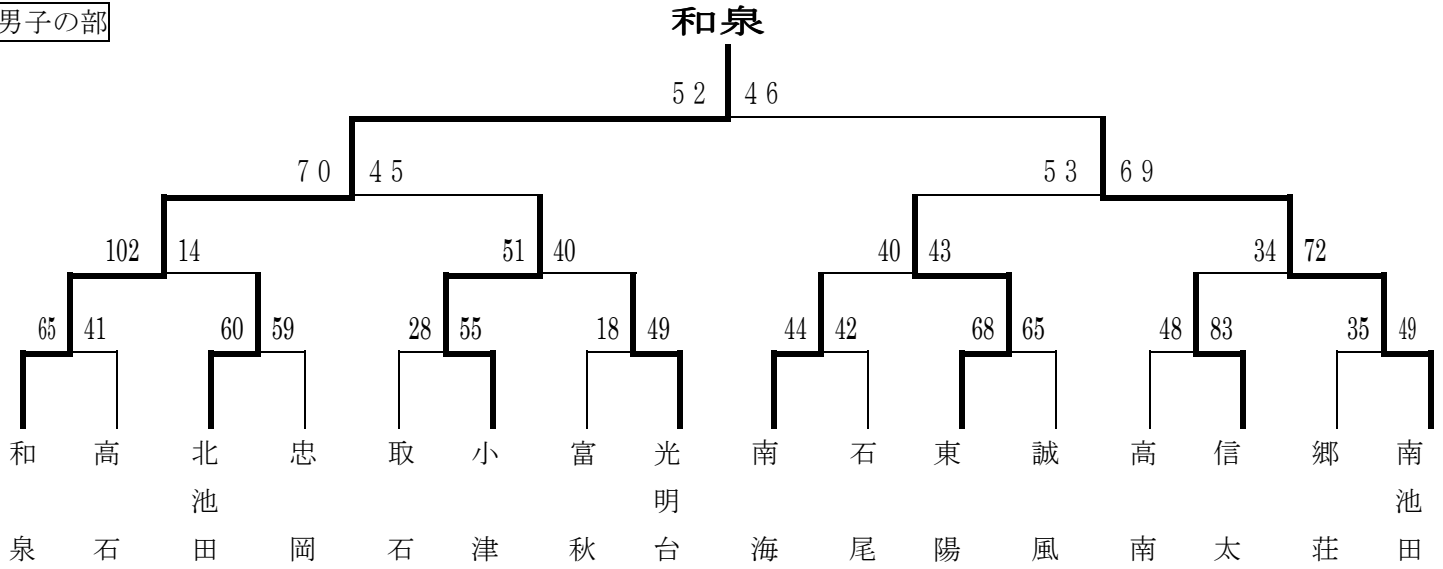 男子の部
和泉
52 46
70 45 53 69
102 14 51 40 40 43 34 72
65 41 60 59 28 55 18 49 44 42 68 65 48 83 35 49
和泉
高石
北池田
忠岡
取石
小津
富秋
光明台
南海
石尾
東陽
誠風
高南
信太
郷荘
南池田